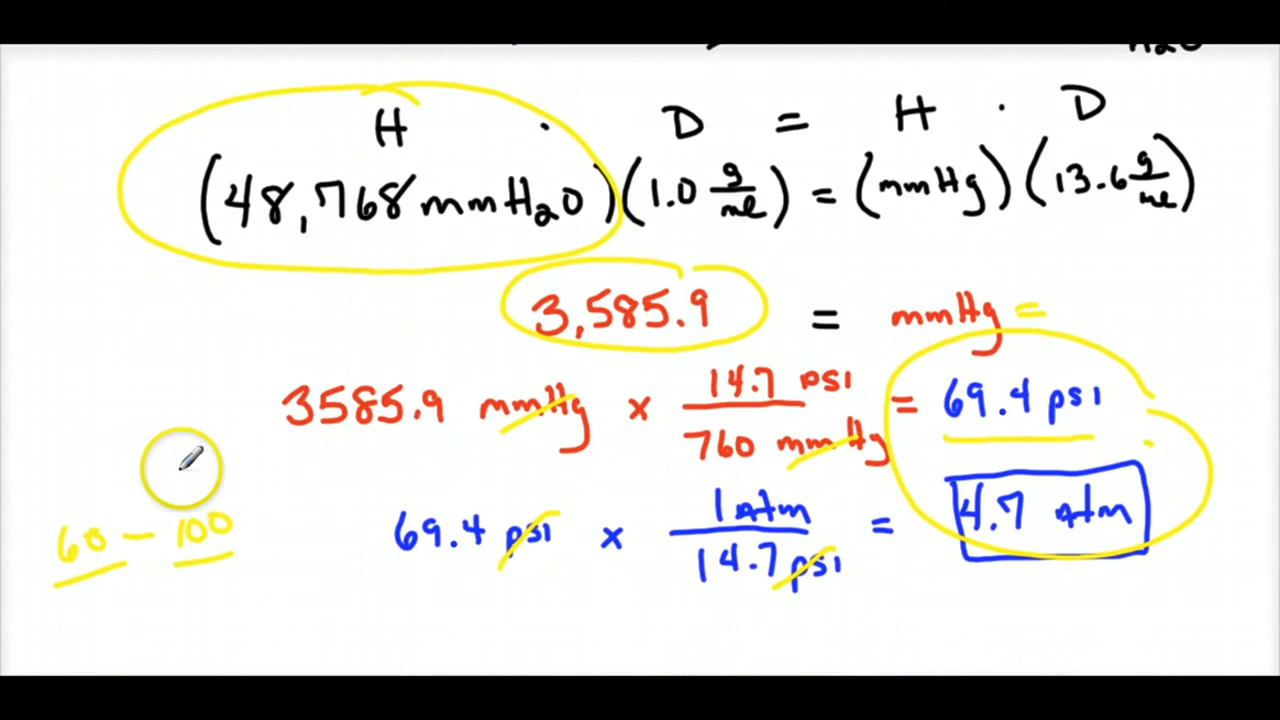 H₂O
H · D = H · D
(48,768 mmH₂O)(1.0 g/ml) = (mmHg)(13.6 g/ml)
3,585.9 = mmHg =
3585.9 mmHg x 14.7 psi / 760 mmHg = 69.4 psi
69.4 psi x 1 Atm / 14.7 psi = 4.7 Atm
60 - 100